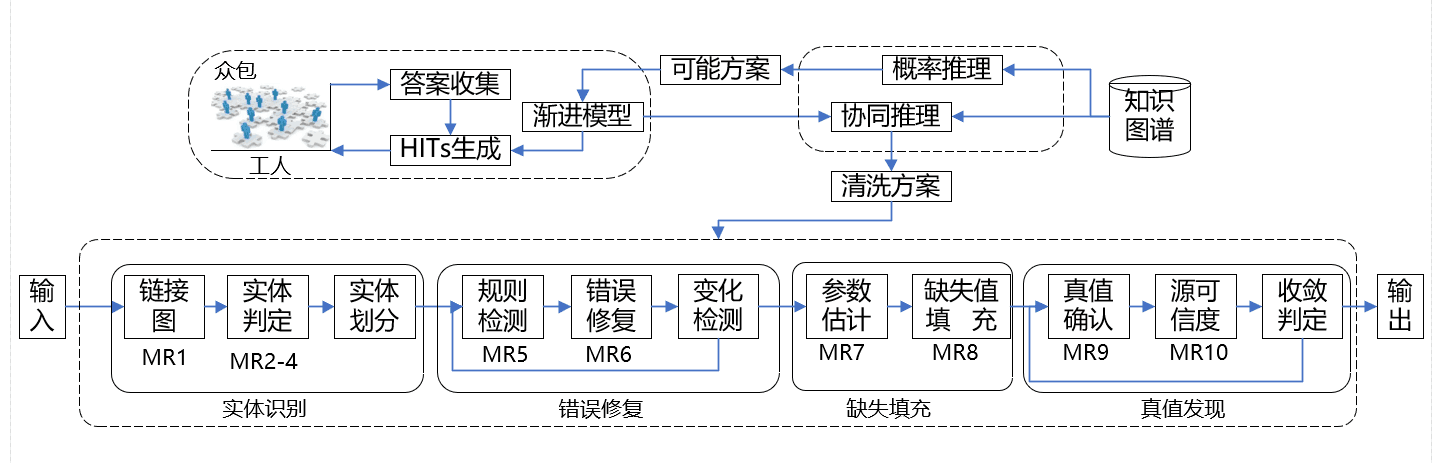 众包
答案收集
HITs生成
工人
渐进模型
可能方案
概率推理
协同推理
知识
图谱
清洗方案
输
入
链接
图
MR1
实体
判定
MR2-4
实体
划分
实体识别
规则
检测
MR5
错误
修复
MR6
变化
检测
错误修复
参数
估计
MR7
缺失值
填 充
MR8
缺失填充
真值
确认
MR9
源可
信度
MR10
收敛
判定
真值发现
输
出